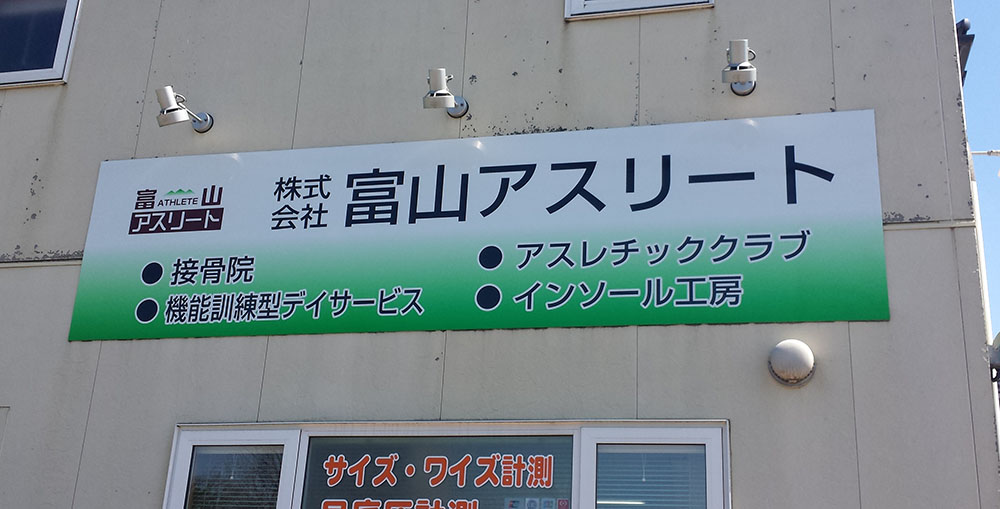 富 ATHLETE 山
アスリート
株式会社 富山アスリート
● 接骨院
● 機能訓練型デイサービス
● アスレチッククラブ
● インソール工房
サイズ・ワイズ計測